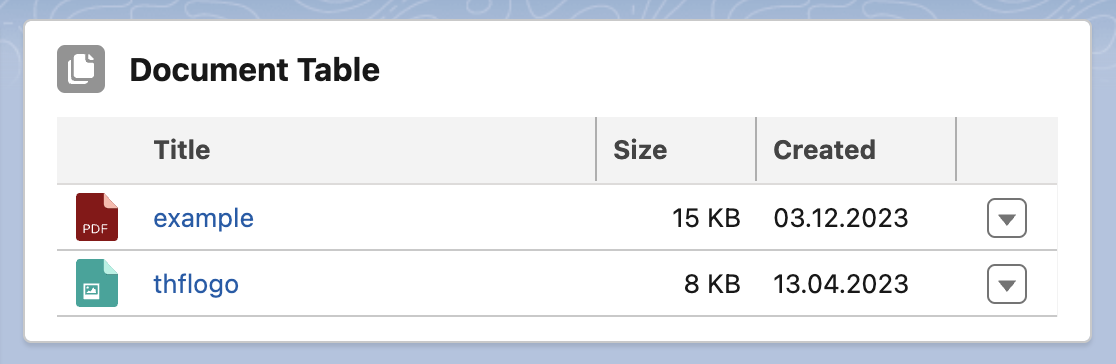 Document Table
Title Size Created
PDF example 15 KB 03.12.2023
thflogo 8 KB 13.04.2023